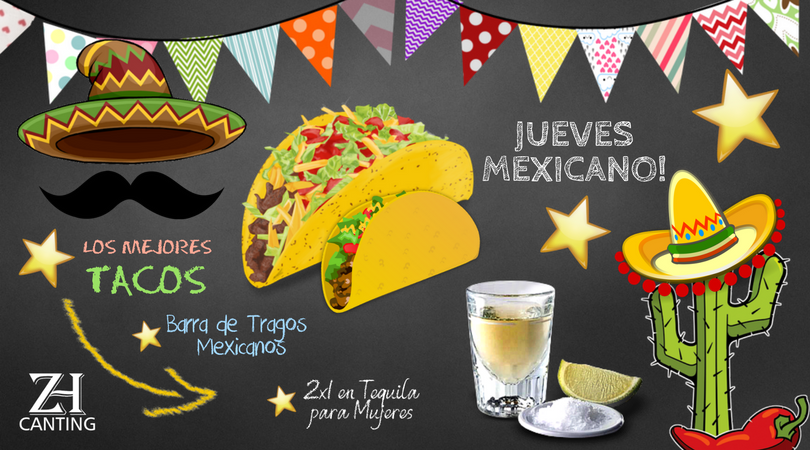 JUEVES
MEXICANO!
LOS MEJORES
TACOS
Barra de Tragos
Mexicanos
2x1 en Tequila
para Mujeres
ZH
CANTING